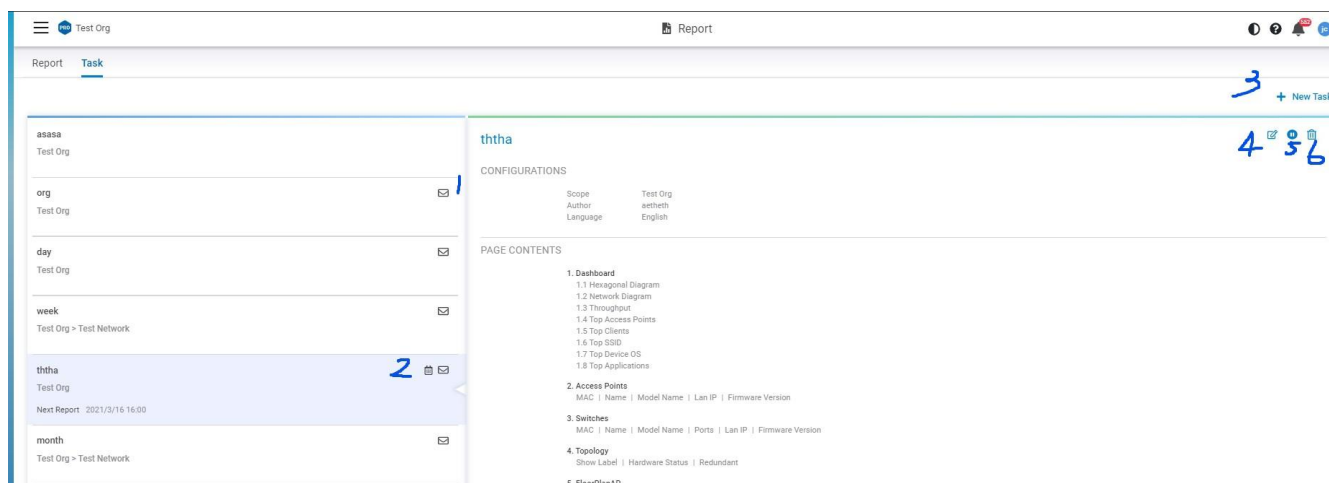 PRO Test Org
Report
jc
Report Task
3
+ New Task
asasa
Test Org
1
org
Test Org
day
Test Org
week
Test Org > Test Network
2
ththa
Test Org
Next Report 2021/3/16 16:00
month
Test Org > Test Network
ththa
4 5 6
CONFIGURATIONS
Scope Test Org
Author aetheth
Language English
PAGE CONTENTS
1. Dashboard
1.1 Hexagonal Diagram
1.2 Network Diagram
1.3 Throughput
1.4 Top Access Points
1.5 Top Clients
1.6 Top SSID
1.7 Top Device OS
1.8 Top Applications
2. Access Points
MAC | Name | Model Name | Lan IP | Firmware Version
3. Switches
MAC | Name | Model Name | Ports | Lan IP | Firmware Version
4. Topology
Show Label | Hardware Status | Redundant
5. FloorPlanAP